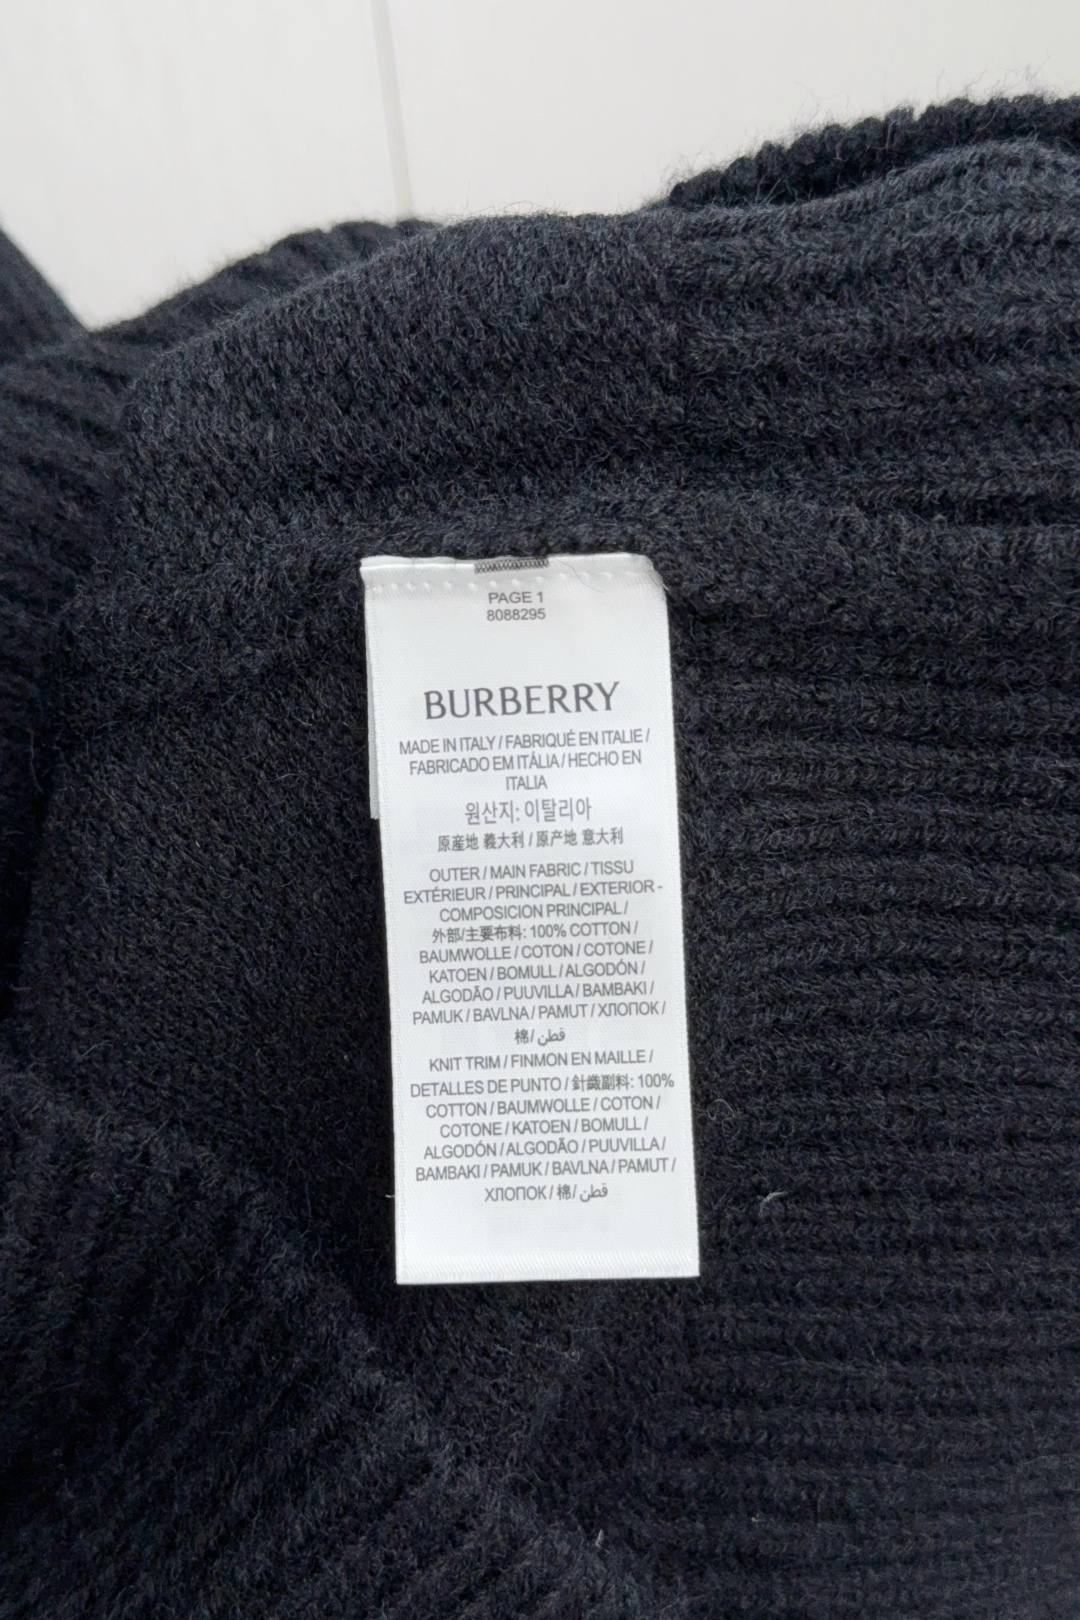 PAGE 1
8088295
BURBERRY
MADE IN ITALY / FABRIQUÉ EN ITALIE /
FABRICADO EM ITÁLIA / HECHO EN
ITALIA
원산지: 이탈리아
原産地 義大利 / 原产地 意大利
OUTER / MAIN FABRIC / TISSU
EXTÉRIEUR / PRINCIPAL / EXTERIOR -
COMPOSICION PRINCIPAL /
外部/主要布料: 100% COTTON /
BAUMWOLLE / COTON / COTONE /
KATOEN / BOMULL / ALGODÓN /
ALGODÃO / PUUVILLA / BAMBAKI /
PAMUK / BAVLNA / PAMUT / ХЛОПОК /
棉/ قطن
KNIT TRIM / FINMON EN MAILLE /
DETALLES DE PUNTO / 針織副料: 100%
COTTON / BAUMWOLLE / COTON /
COTONE / KATOEN / BOMULL /
ALGODÓN / ALGODÃO / PUUVILLA /
BAMBAKI / PAMUK / BAVLNA / PAMUT /
ХЛОПОК / 棉/ قطن